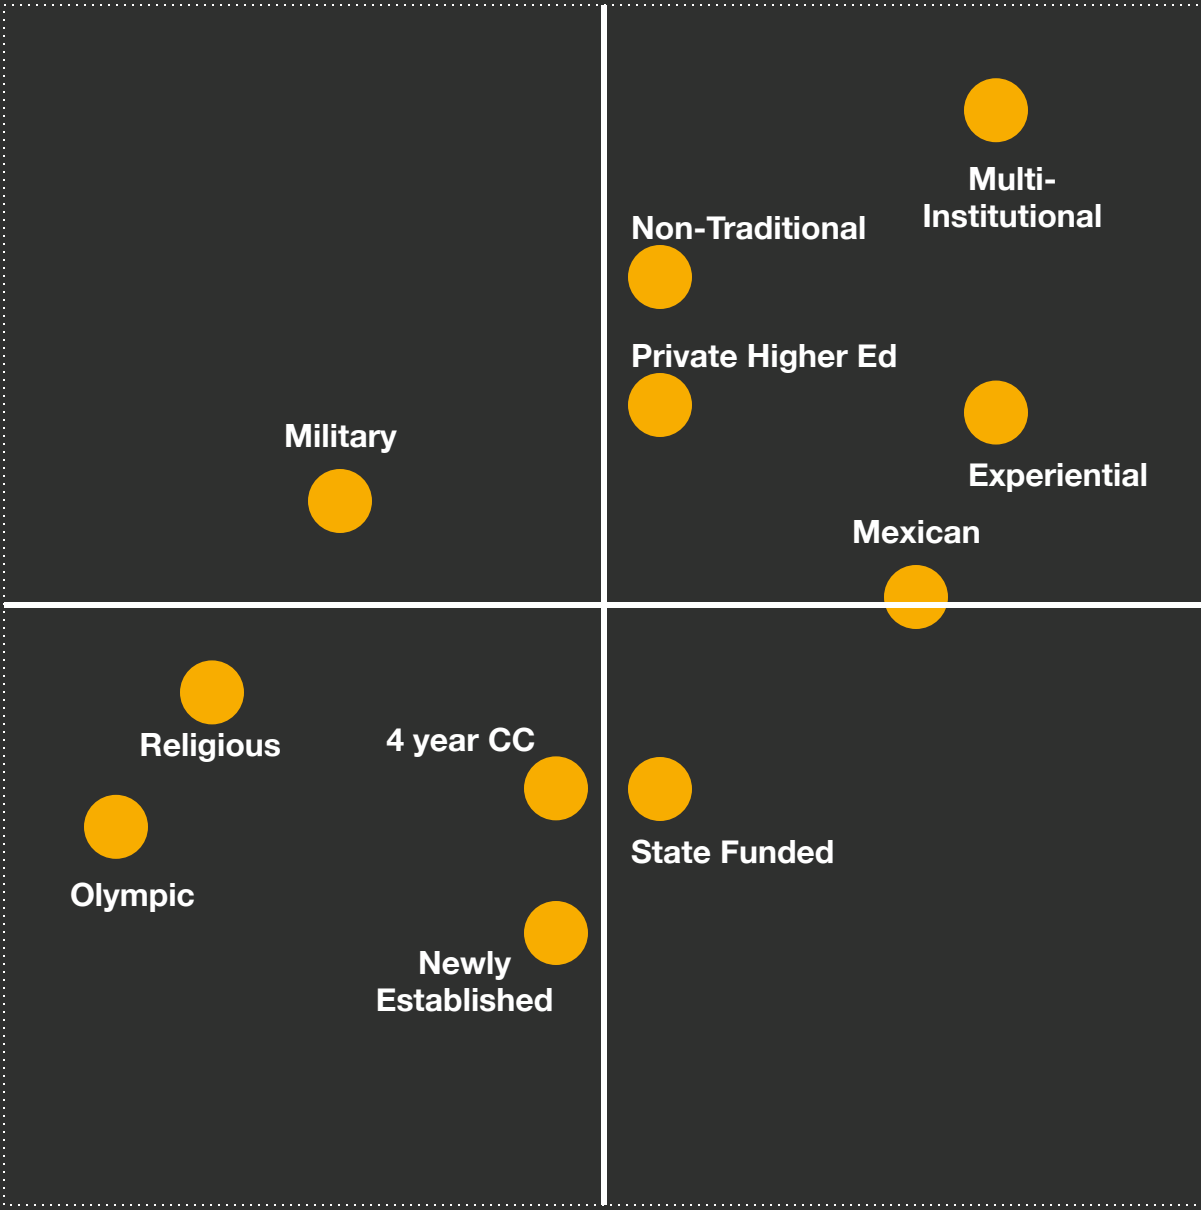 Multi-
Institutional
Non-Traditional
Private Higher Ed
Military
Experiential
Mexican
Religious
4 year CC
State Funded
Olympic
Newly
Established